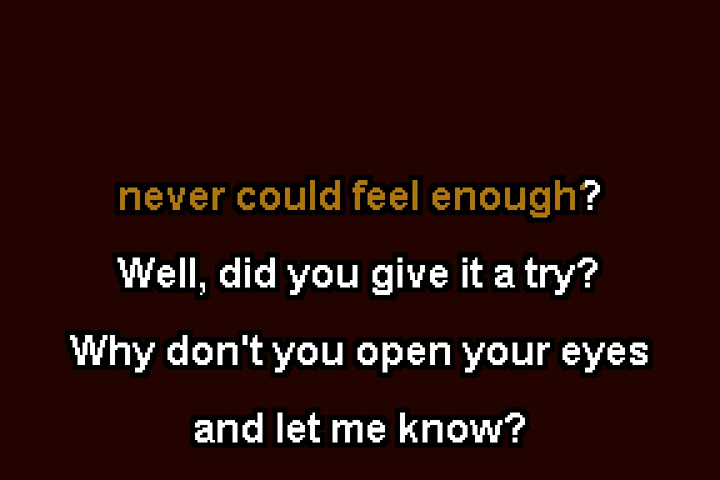 never could feel enough?
Well, did you give it a try?
Why don't you open your eyes
and let me know?